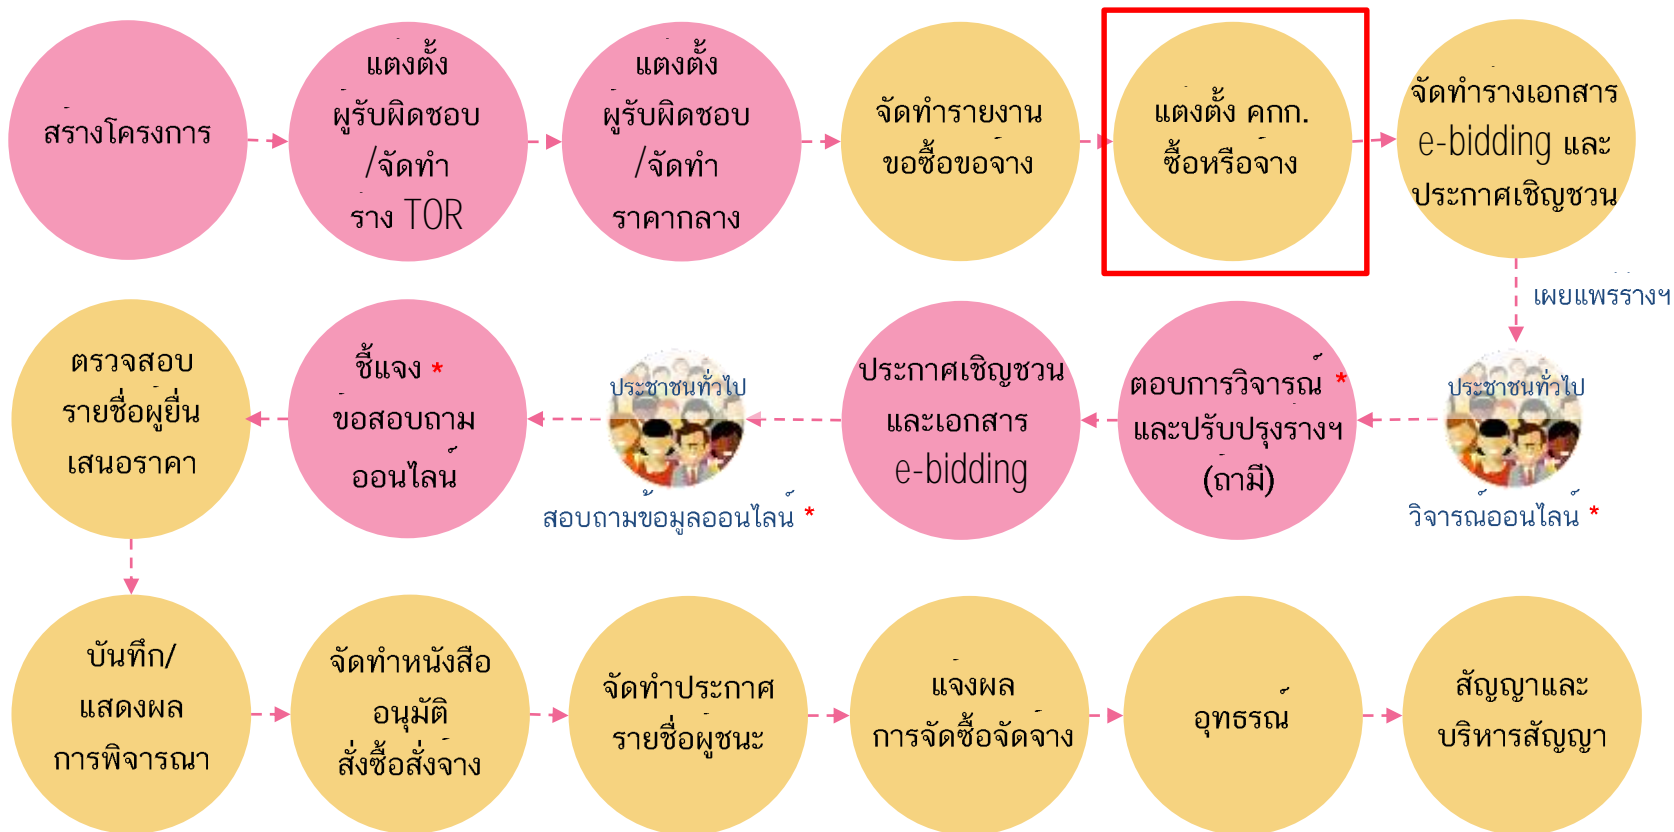 สร้างโครงการ
แต่งตั้ง
ผู้รับผิดชอบ
/จัดทำ
ร่าง TOR
แต่งตั้ง
ผู้รับผิดชอบ
/จัดทำ
ราคากลาง
จัดทำรายงาน
ขอซื้อขอจ้าง
แต่งตั้ง คกก.
ซื้อหรือจ้าง
จัดทำร่างเอกสาร
e-bidding และ
ประกาศเชิญชวน
เผยแพร่ร่างฯ
ตรวจสอบ
รายชื่อผู้ยื่น
เสนอราคา
ชี้แจง *
ข้อสอบถาม
ออนไลน์
ประชาชนทั่วไป
สอบถามข้อมูลออนไลน์ *
ประกาศเชิญชวน
และเอกสาร
e-bidding
ตอบการวิจารณ์ *
และปรับปรุงร่างฯ
(ถ้ามี)
ประชาชนทั่วไป
วิจารณ์ออนไลน์ *
บันทึก/
แสดงผล
การพิจารณา
จัดทำหนังสือ
อนุมัติ
สั่งซื้อสั่งจ้าง
จัดทำประกาศ
รายชื่อผู้ชนะ
แจ้งผล
การจัดซื้อจัดจ้าง
อุทธรณ์
สัญญาและ
บริหารสัญญา